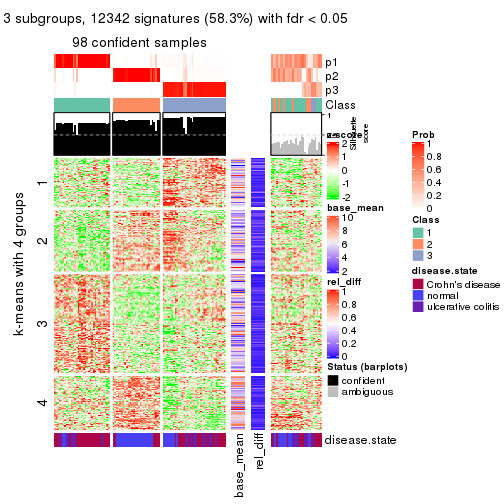 3 subgroups, 12342 signatures (58.3%) with fdr < 0.05
98 confident samples
p1
p2
p3
Class
1
Silhouette
score
z-score
2
1
0
-1
-2
base_mean
10
8
6
4
2
rel_diff
1
0.8
0.6
0.4
0.2
0
Status (barplots)
confident
ambiguous
Prob
1
0.8
0.6
0.4
0.2
0
Class
1
2
3
disease.state
Crohn's disease
normal
ulcerative colitis
k-means with 4 groups
1
2
3
4
disease.state
base_mean
rel_diff